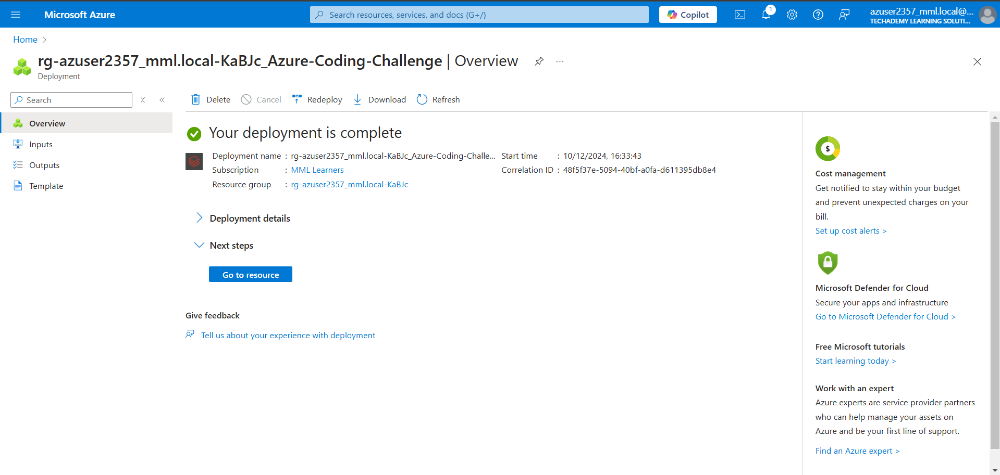 Microsoft Azure
Search resources, services, and docs (G+/)
Copilot
1
azuser2357_mml.local@...
TECHADEMY LEARNING SOLUTI...
Home
rg-azuser2357_mml.local-KaBJc_Azure-Coding-Challenge | Overview
...
Deployment
Search
Overview
Inputs
Outputs
Template
Delete
Cancel
Redeploy
Download
Refresh
Your deployment is complete
Deployment name : rg-azuser2357_mml.local-KaBJc_Azure-Coding-Challe...
Subscription : MML Learners
Resource group : rg-azuser2357_mml.local-KaBJc
Start time : 10/12/2024, 16:33:43
Correlation ID : 48f5f37e-5094-40bf-a0fa-d611395db8e4
Deployment details
Next steps
Go to resource
Give feedback
Tell us about your experience with deployment
$
Cost management
Get notified to stay within your budget
and prevent unexpected charges on your
bill.
Set up cost alerts >
Microsoft Defender for Cloud
Secure your apps and infrastructure
Go to Microsoft Defender for Cloud >
Free Microsoft tutorials
Start learning today >
Work with an expert
Azure experts are service provider partners
who can help manage your assets on
Azure and be your first line of support.
Find an Azure expert >